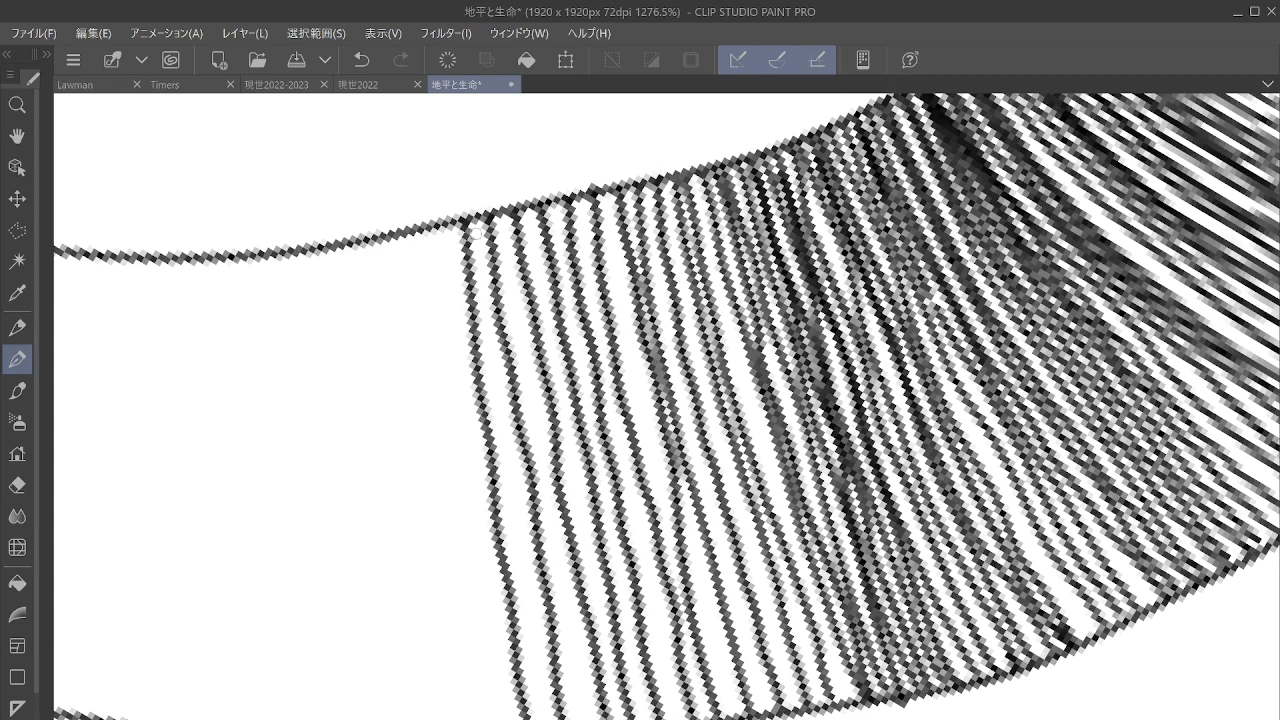 地平と生命* (1920 x 1920px 72dpi 1276.5%) - CLIP STUDIO PAINT PRO
ファイル(F) 編集(E) アニメーション(A) レイヤー(L) 選択範囲(S) 表示(V) フィルター(I) ウィンドウ(W) ヘルプ(H)
Lawman Timers 現世2022-2023 現世2022 地平と生命*